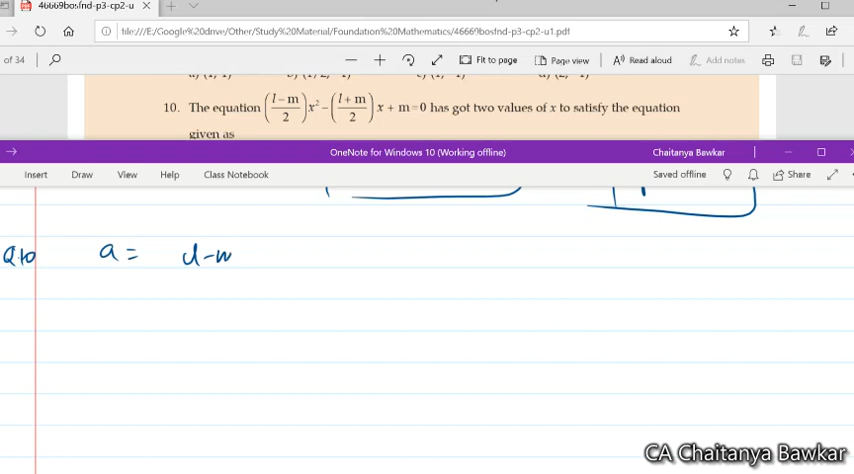 46669bosfnd-p3-cp2-u
file:///E:/Google%20drive/Other/Study%20Material/Foundation%20Mathematics/46669bosfnd-p3-cp2-u1.pdf
of 34
Fit to page
Page view
Read aloud
Add notes
10. The equation ((l−m)/2)x² − ((l+m)/2) x + m=0 has got two values of x to satisfy the equation
given as
OneNote for Windows 10 (Working offline)
Chaitanya Bawkar
Insert Draw View Help Class Notebook
Saved offline
Share
Q.10 a = l-m
CA Chaitanya Bawkar